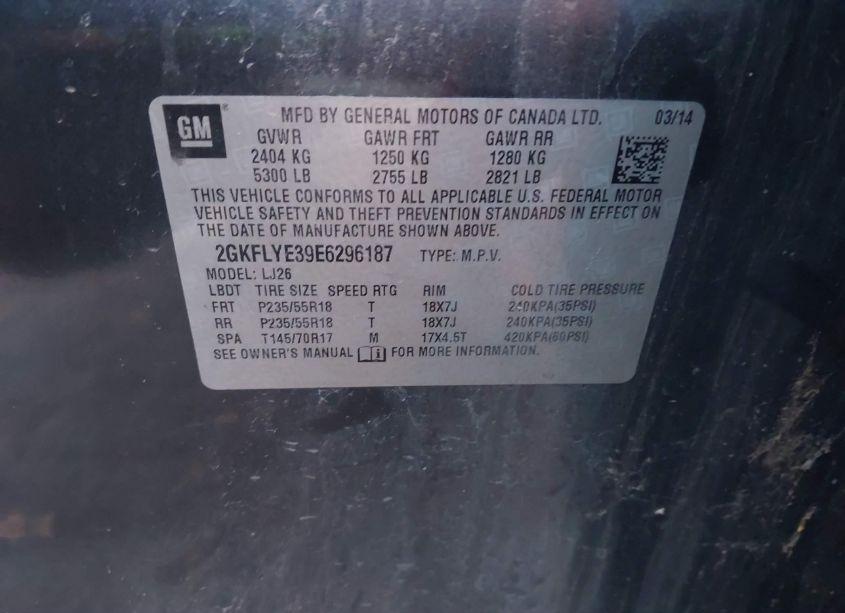 GM ® MFD BY GENERAL MOTORS OF CANADA LTD. 03/14
GVWR GAWR FRT GAWR RR
2404 KG 1250 KG 1280 KG
5300 LB 2755 LB 2821 LB
THIS VEHICLE CONFORMS TO ALL APPLICABLE U.S. FEDERAL MOTOR
VEHICLE SAFETY AND THEFT PREVENTION STANDARDS IN EFFECT ON
THE DATE OF MANUFACTURE SHOWN ABOVE.
2GKFLYE39E6296187 TYPE: M.P.V.
MODEL: LJ26
LBDT TIRE SIZE SPEED RTG RIM COLD TIRE PRESSURE
FRT P235/55R18 T 18X7J 240KPA(35PSI)
RR P235/55R18 T 18X7J 240KPA(35PSI)
SPA T145/70R17 M 17X4.5T 420KPA(60PSI)
SEE OWNER'S MANUAL FOR MORE INFORMATION.